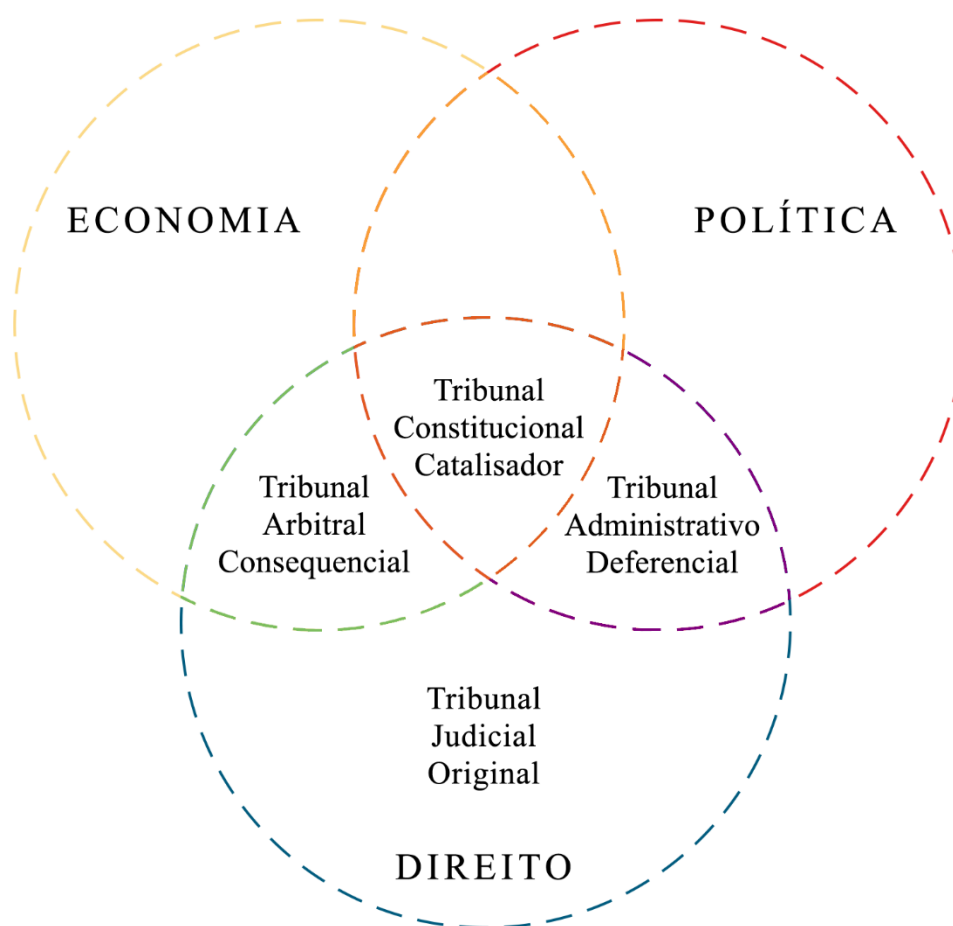 ECONOMIA
POLÍTICA
Tribunal
Constitucional
Catalisador
Tribunal
Arbitral
Consequencial
Tribunal
Administrativo
Deferencial
Tribunal
Judicial
Original
DIREITO